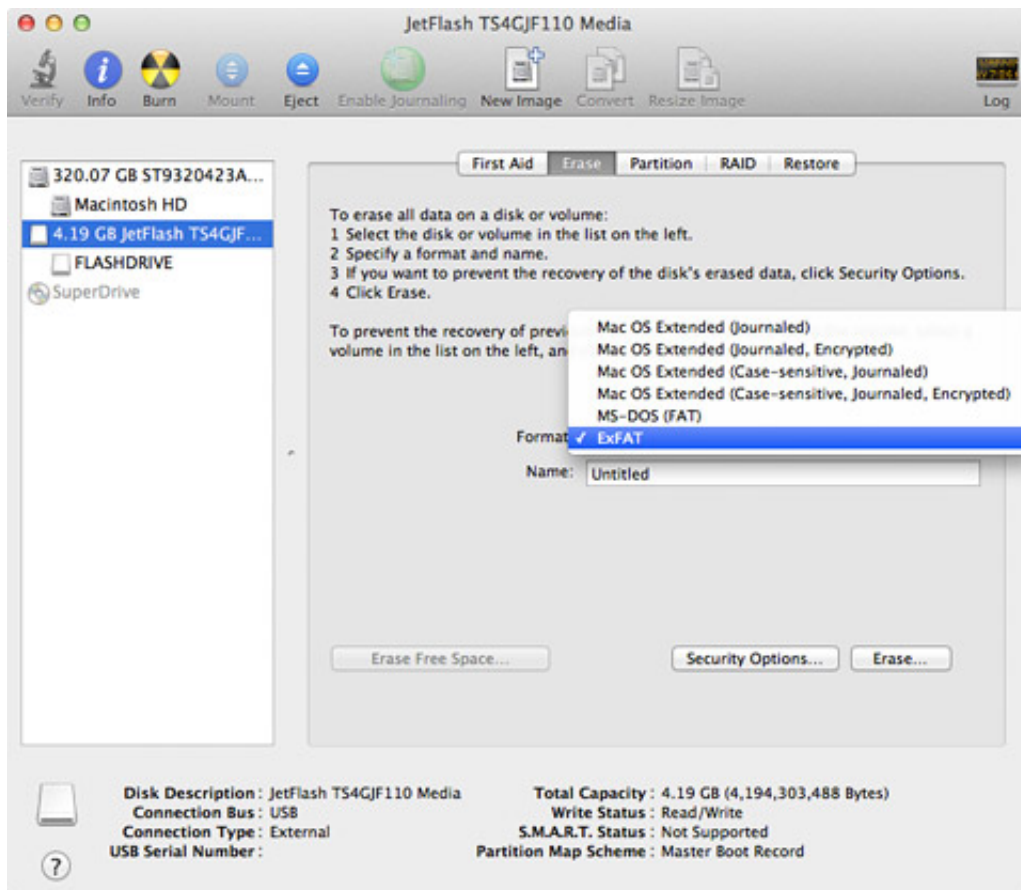 JetFlash TS4GJF110 Media
Verify Info Burn Mount Eject Enable Journaling New Image Convert Resize Image Log
First Aid Erase Partition RAID Restore
320.07 GB ST9320423A...
Macintosh HD
4.19 GB JetFlash TS4GJF...
FLASHDRIVE
SuperDrive
To erase all data on a disk or volume:
1 Select the disk or volume in the list on the left.
2 Specify a format and name.
3 If you want to prevent the recovery of the disk's erased data, click Security Options.
4 Click Erase.
To prevent the recovery of previ
volume in the list on the left, an
Mac OS Extended (Journaled)
Mac OS Extended (Journaled, Encrypted)
Mac OS Extended (Case-sensitive, Journaled)
Mac OS Extended (Case-sensitive, Journaled, Encrypted)
MS-DOS (FAT)
Format ✓ ExFAT
Name: Untitled
Erase Free Space... Security Options... Erase...
Disk Description : JetFlash TS4GJF110 Media
Connection Bus : USB
Connection Type : External
USB Serial Number :
Total Capacity : 4.19 GB (4,194,303,488 Bytes)
Write Status : Read/Write
S.M.A.R.T. Status : Not Supported
Partition Map Scheme : Master Boot Record
?